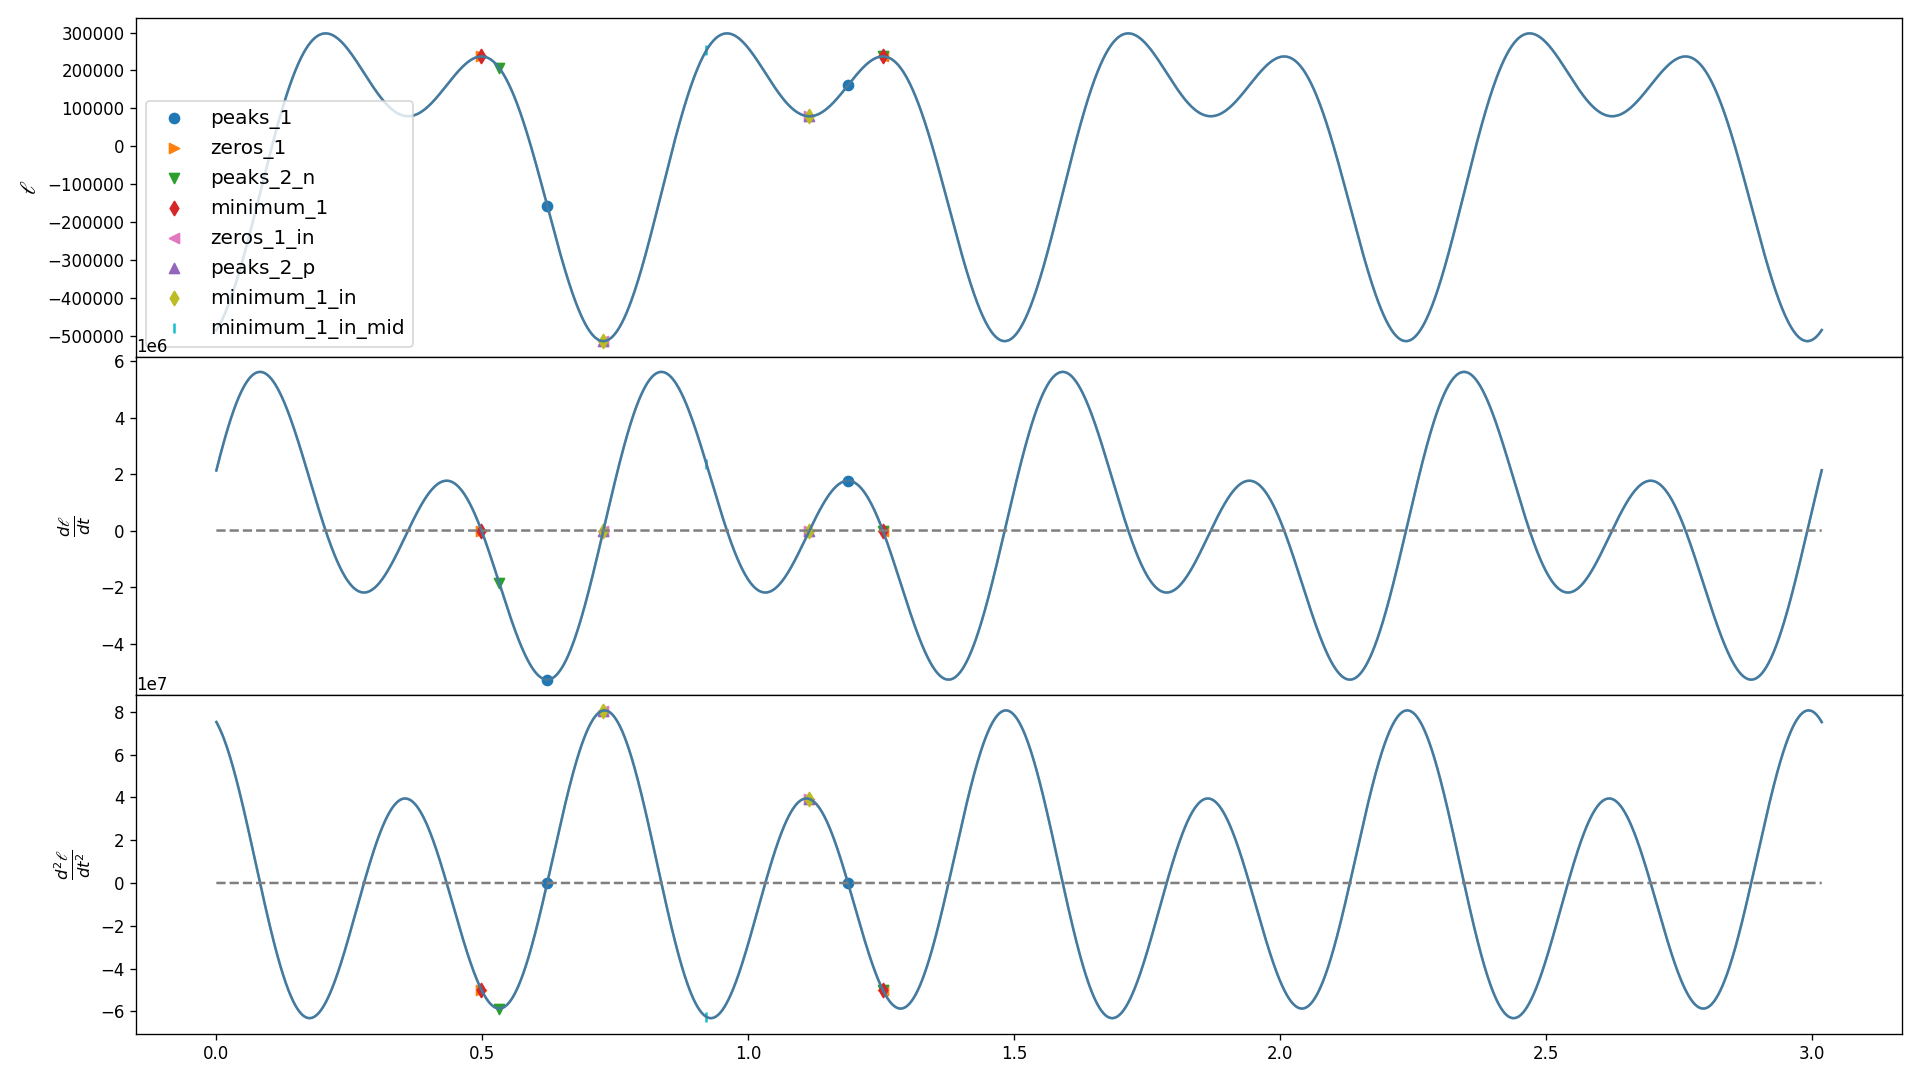 300000
200000
100000
0
−100000
−200000
−300000
−400000
−500000
ℓ
peaks_1
zeros_1
peaks_2_n
minimum_1
zeros_1_in
peaks_2_p
minimum_1_in
minimum_1_in_mid
1e6
6
4
2
0
−2
−4
dℓ
dt
1e7
8
6
4
2
0
−2
−4
−6
d²ℓ
dt²
0.0 0.5 1.0 1.5 2.0 2.5 3.0